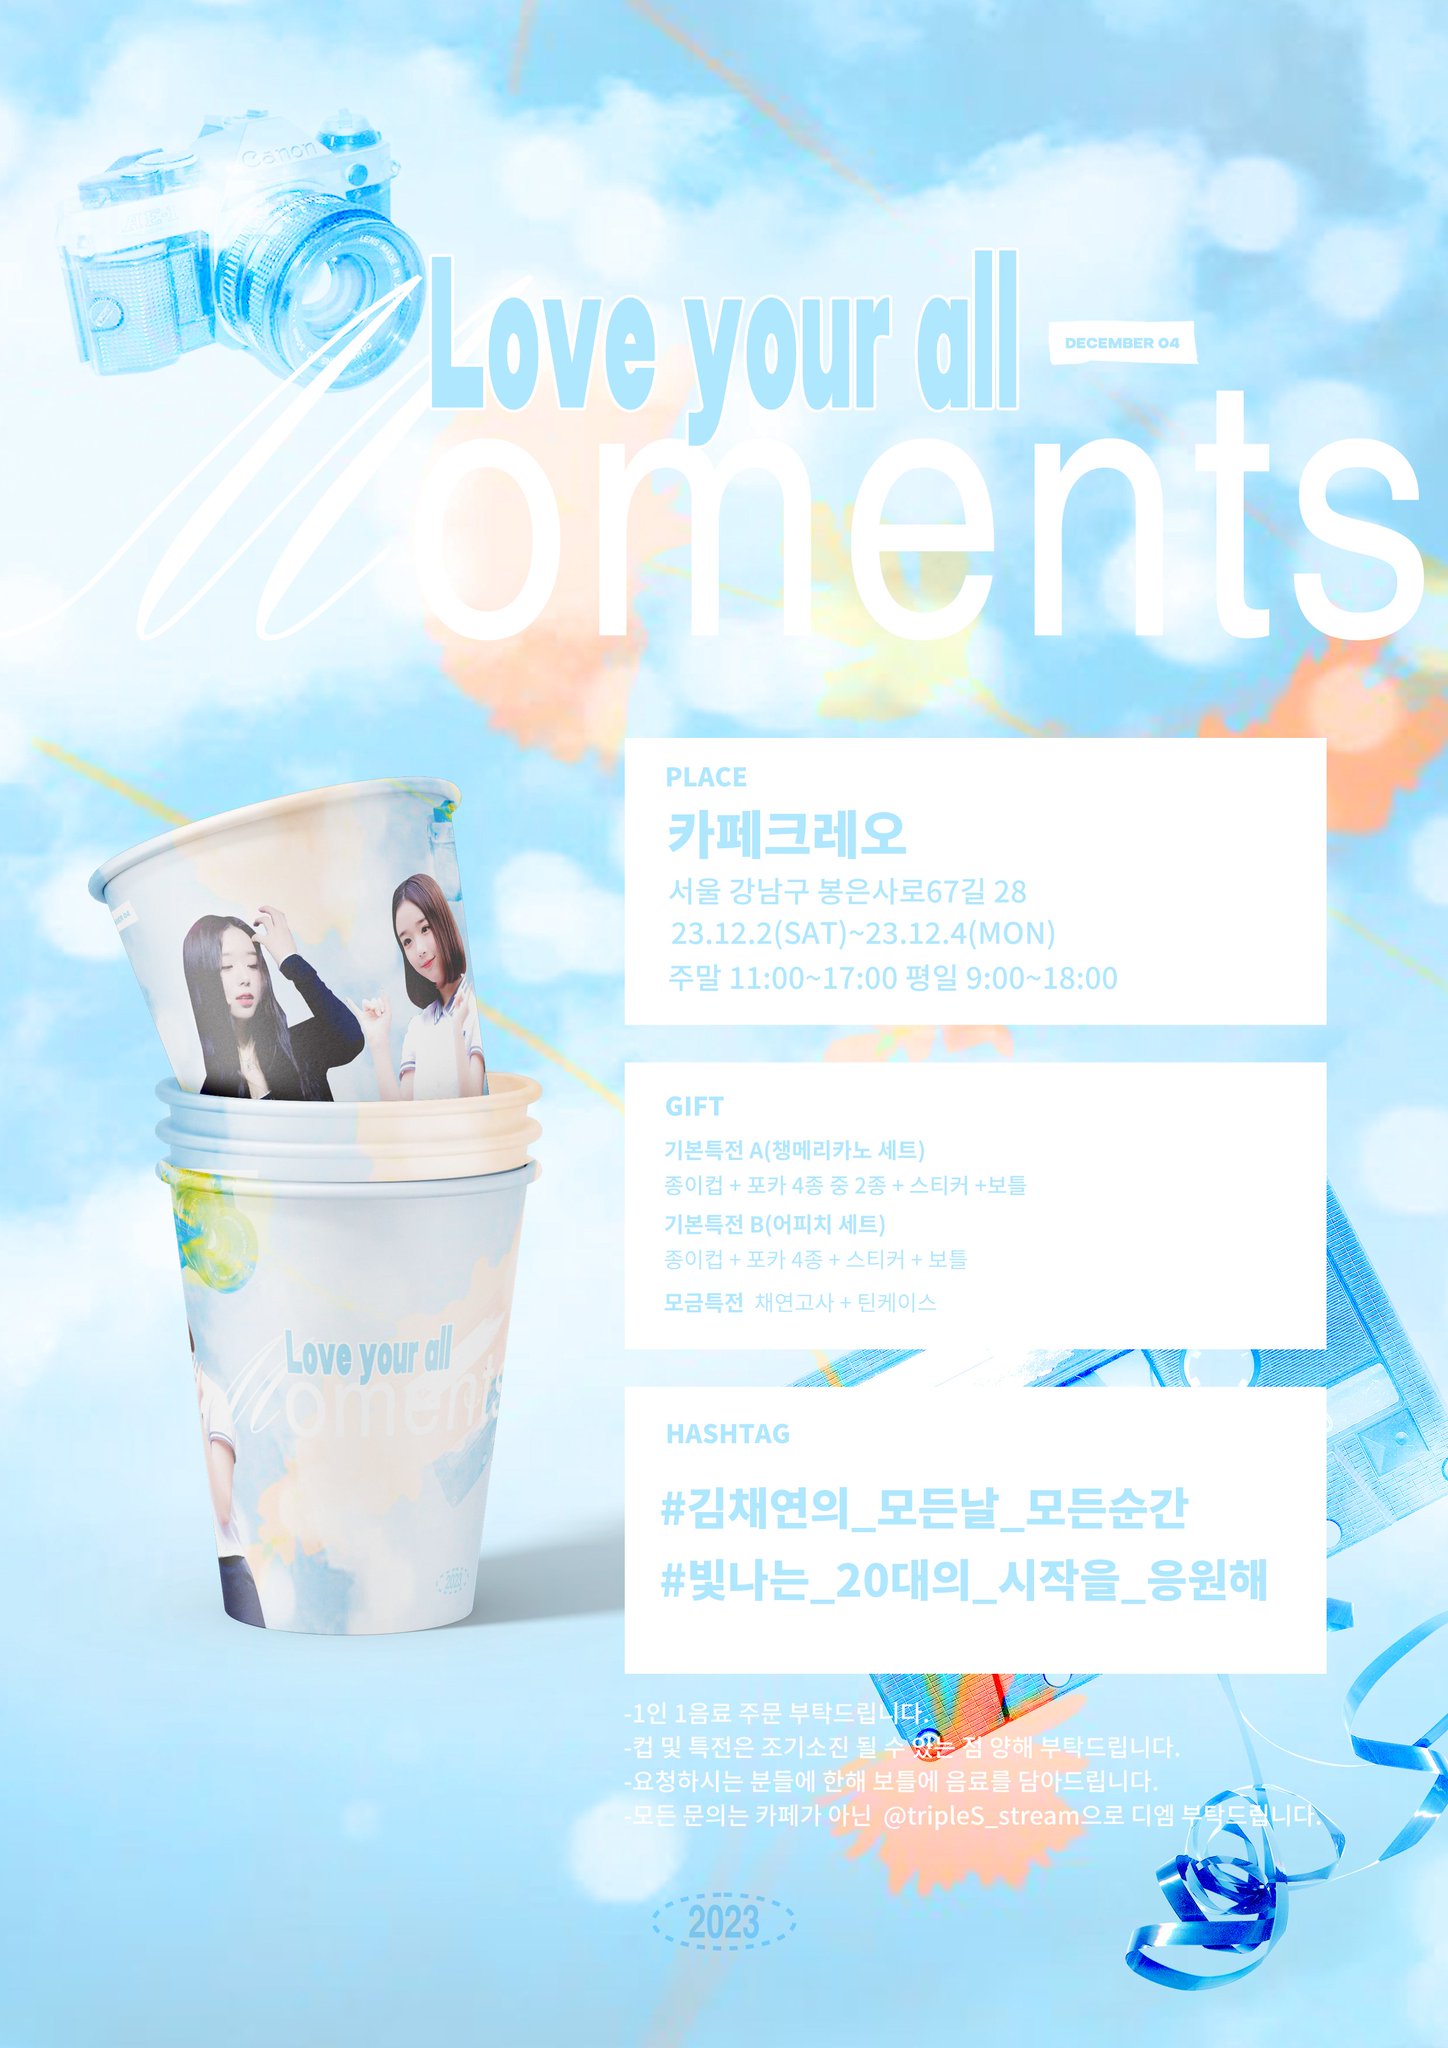 Canon
AE-1
Love your all
DECEMBER 04
Moments
PLACE
카페크레오
서울 강남구 봉은사로67길 28
23.12.2(SAT)~23.12.4(MON)
주말 11:00~17:00 평일 9:00~18:00
GIFT
기본특전 A(챙메리카노 세트)
종이컵 + 포카 4종 중 2종 + 스티커 +보틀
기본특전 B(어피치 세트)
종이컵 + 포카 4종 + 스티커 + 보틀
모금특전 채연고사 + 틴케이스
Love your all
Moments
2023
HASHTAG
#김채연의_모든날_모든순간
#빛나는_20대의_시작을_응원해
-1인 1음료 주문 부탁드립니다.
-컵 및 특전은 조기소진 될 수 있는 점 양해 부탁드립니다.
-요청하시는 분들에 한해 보틀에 음료를 담아드립니다.
-모든 문의는 카페가 아닌 @tripleS_stream으로 디엠 부탁드립니다.
2023